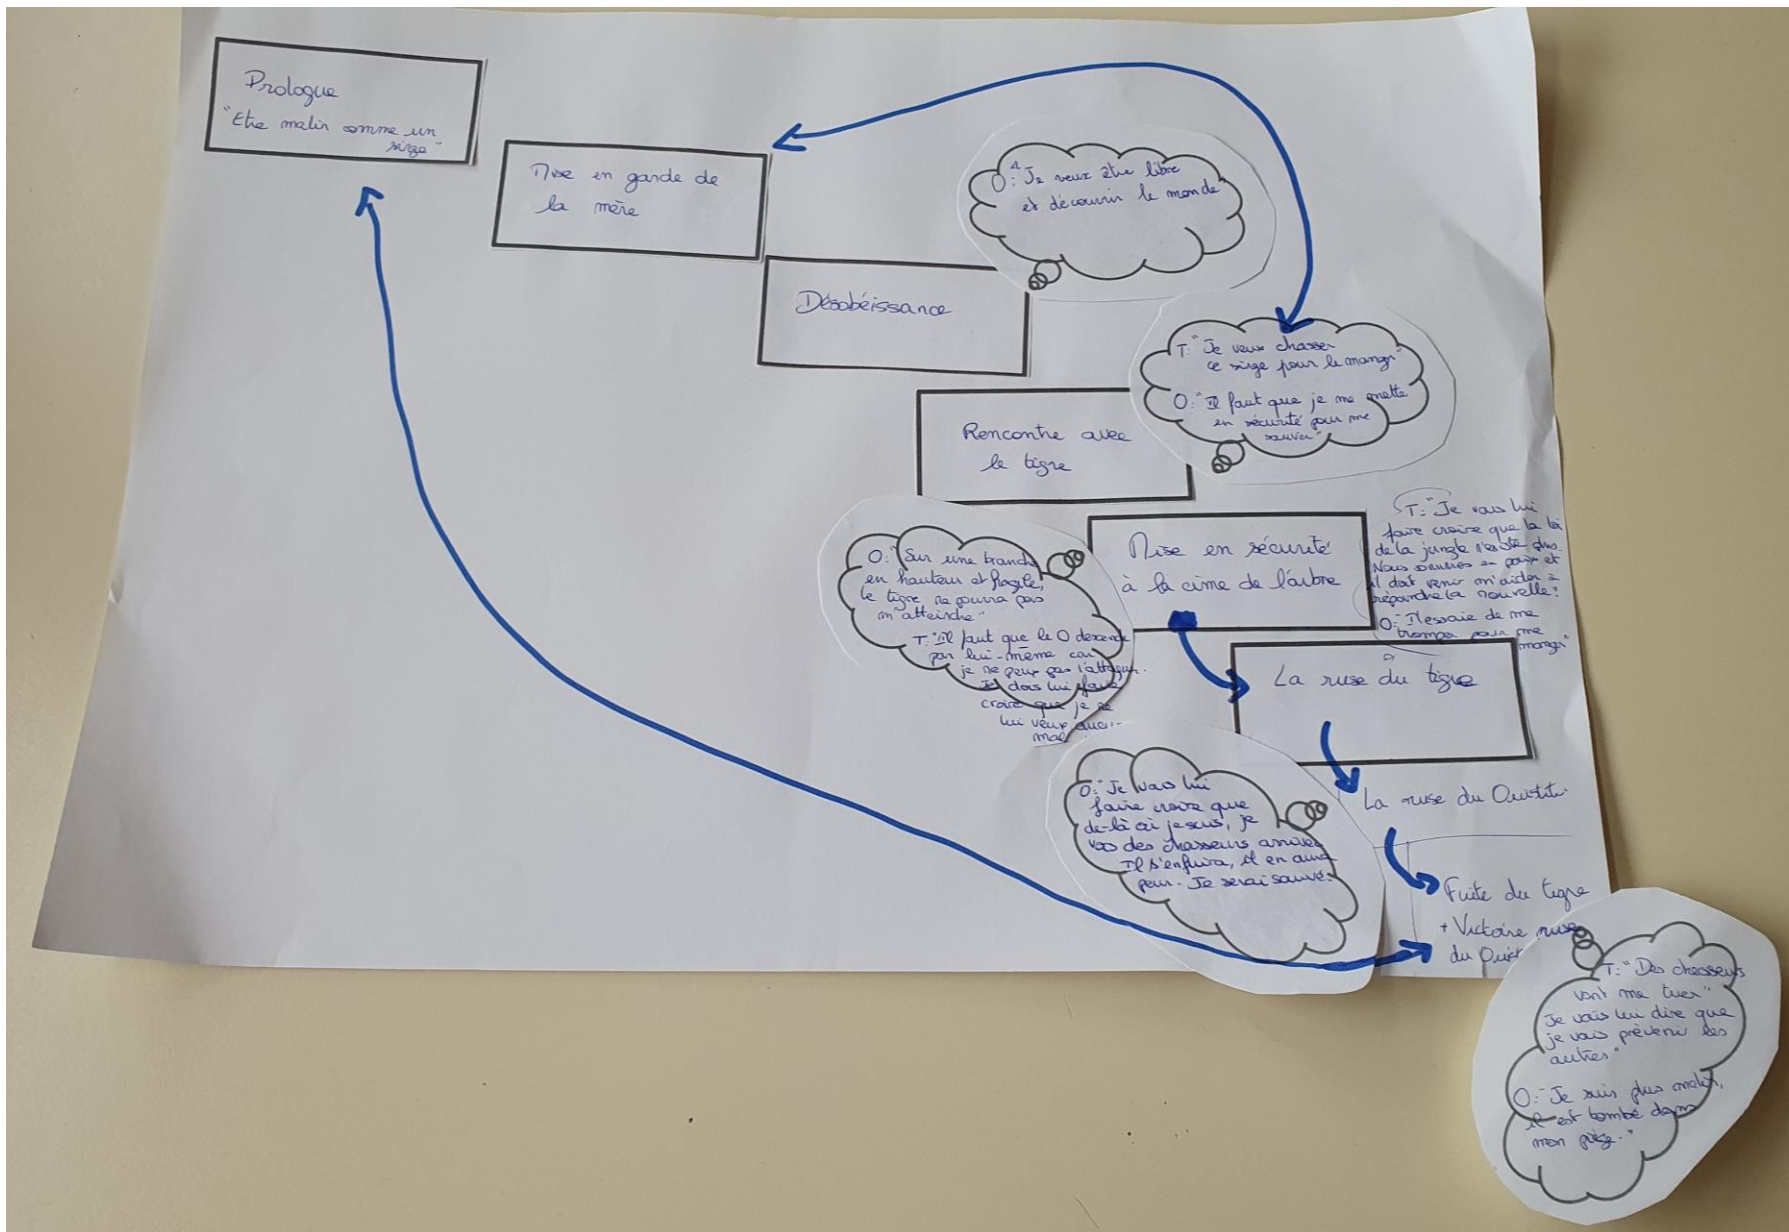 Prologue
"Etre malin comme un
singe"
Mise en garde de
la mère
O: "Je veux être libre
et découvrir le monde
Désobéissance
T: "Je veux chasser
ce singe pour le manger"
O: "Il faut que je me mette
en sécurité pour me
sauver"
Rencontre avec
le tigre
O: "Sur une branche
en hauteur et fragile,
le tigre ne pourra pas
m'atteindre"
T: "Il faut que le O descende
par lui-même car
je ne peux pas l'attaquer.
Je dois lui faire
croire que je ne
lui veux aucun
mal
Mise en sécurité
à la cime de l'arbre
T: "Je vais lui
faire croire que la loi
de la jungle n'existe plus.
Nous sommes en paix et
il doit venir m'aider à
répandre la nouvelle"
O: "Il essaie de me
tromper pour me
manger"
La ruse du tigre
O: "Je vais lui
faire croire que
de-là où je suis, je
vois des chasseurs arriver
Il s'enfuira, il en aura
peur. Je serai sauvé"
La ruse du Ouistiti
Fuite du tigre
+ Victoire ruse
du Ouist
T: "Des chasseurs
vont me tuer"
Je vais lui dire que
je vais prévenir les
autres"
O: "Je suis plus malin,
il est tombé dans
mon piège."